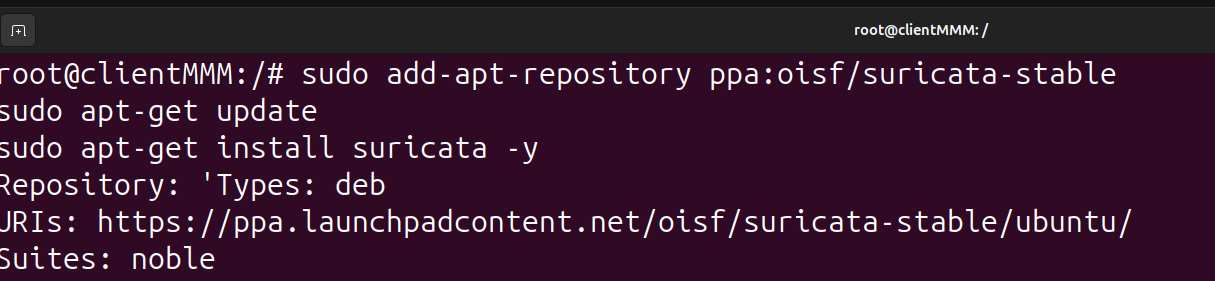 root@clientMMM: /
root@clientMMM:/# sudo add-apt-repository ppa:oisf/suricata-stable
sudo apt-get update
sudo apt-get install suricata -y
Repository: 'Types: deb
URIs: https://ppa.launchpadcontent.net/oisf/suricata-stable/ubuntu/
Suites: noble